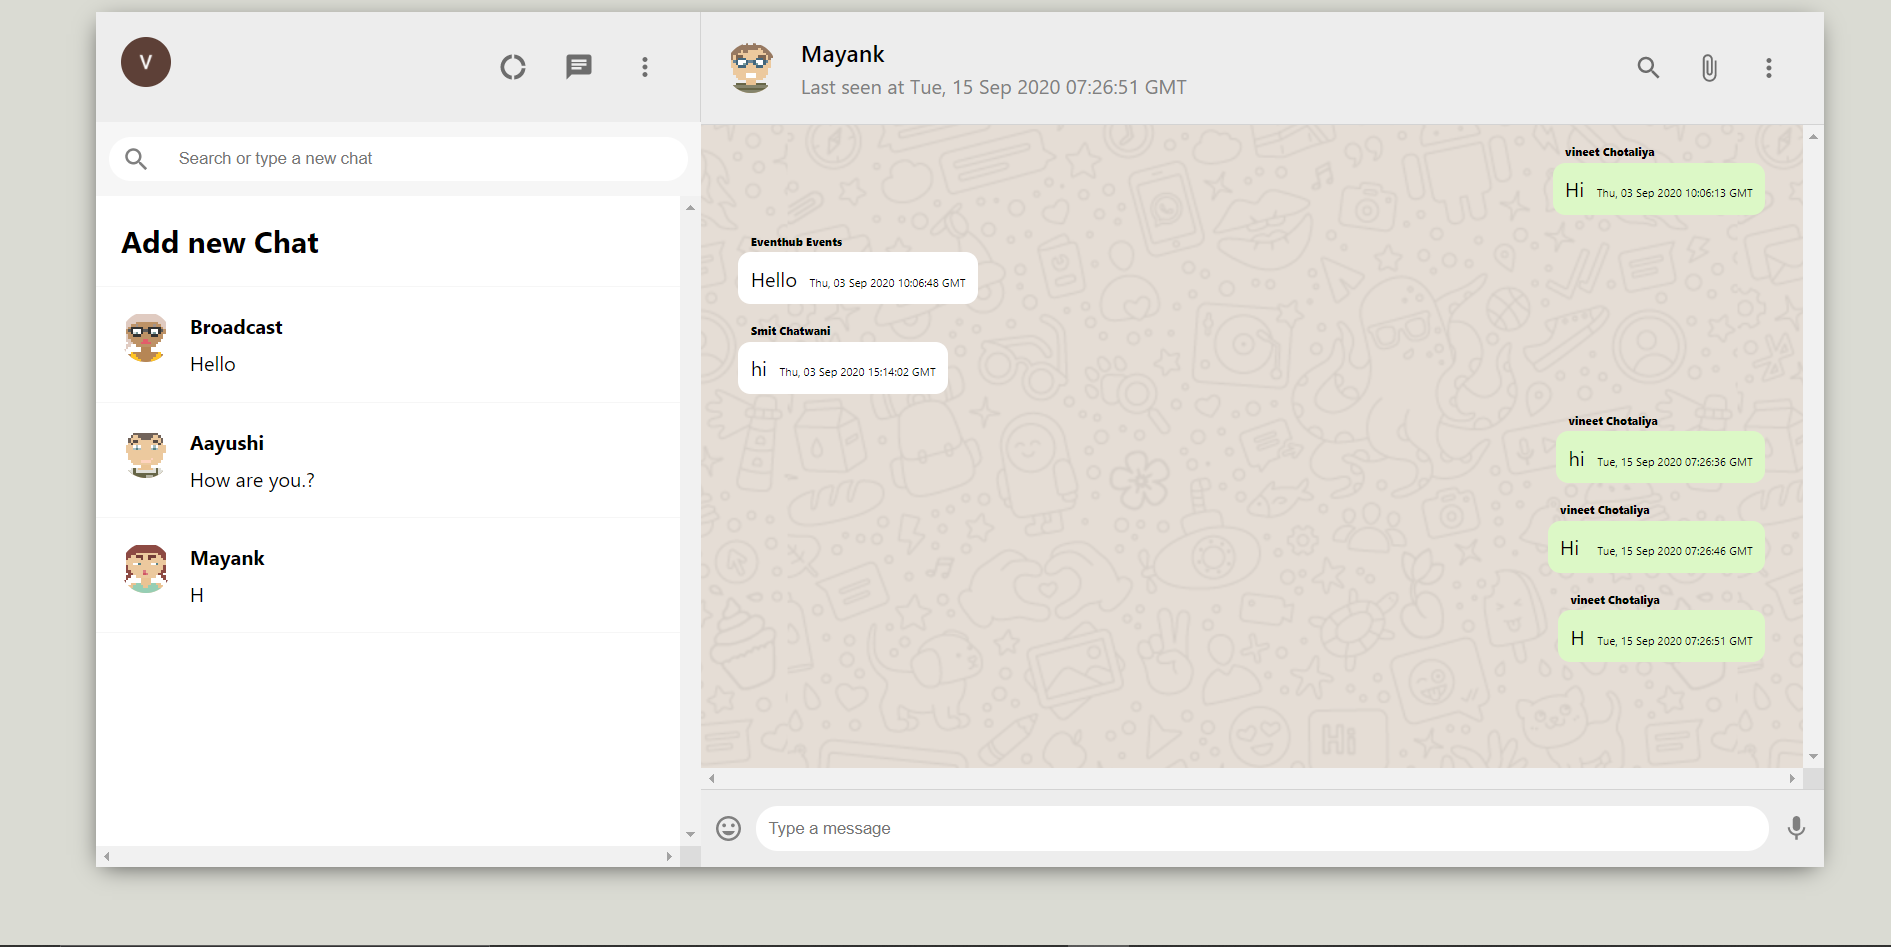 V
Search or type a new chat
Add new Chat
Broadcast
Hello
Aayushi
How are you.?
Mayank
H
Mayank
Last seen at Tue, 15 Sep 2020 07:26:51 GMT
vineet Chotaliya
Hi Thu, 03 Sep 2020 10:06:13 GMT
Eventhub Events
Hello Thu, 03 Sep 2020 10:06:48 GMT
Smit Chatwani
hi Thu, 03 Sep 2020 15:14:02 GMT
vineet Chotaliya
hi Tue, 15 Sep 2020 07:26:36 GMT
vineet Chotaliya
Hi Tue, 15 Sep 2020 07:26:46 GMT
vineet Chotaliya
H Tue, 15 Sep 2020 07:26:51 GMT
Hi
Type a message